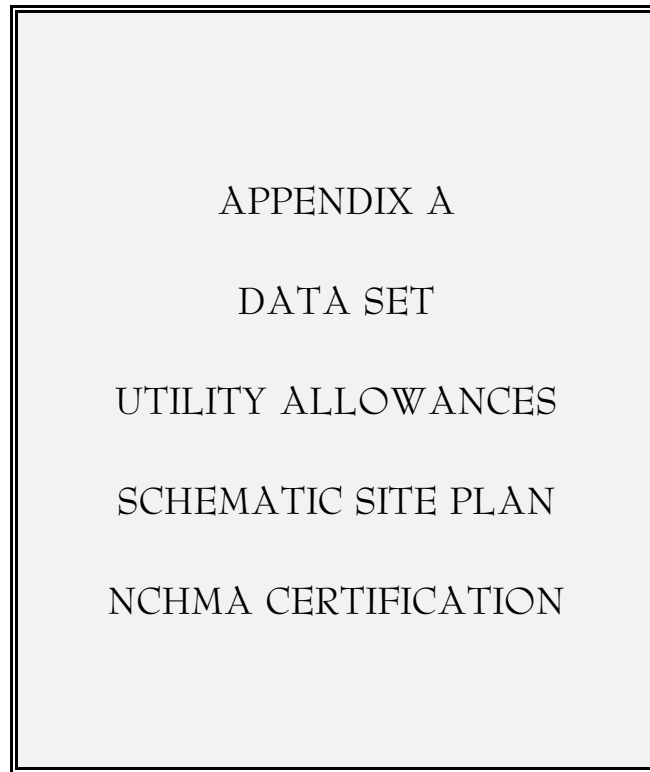 APPENDIX A
DATA SET
UTILITY ALLOWANCES
SCHEMATIC SITE PLAN
NCHMA CERTIFICATION